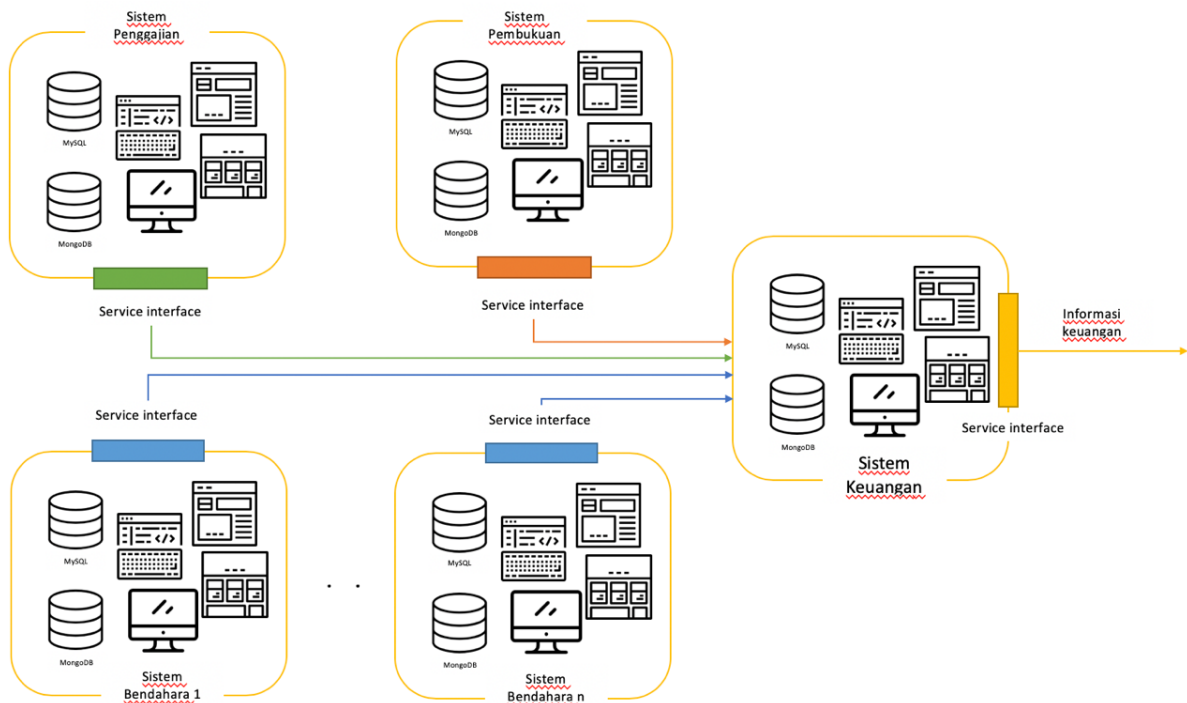 Sistem
Penggajian
MySQL
MongoDB
Service interface
Sistem
Pembukuan
MySQL
MongoDB
Service interface
Service interface
MySQL
MongoDB
Sistem
Bendahara 1
. .
Service interface
MySQL
MongoDB
Sistem
Bendahara n
MySQL
MongoDB
Sistem
Keuangan
Service interface
Informasi
keuangan